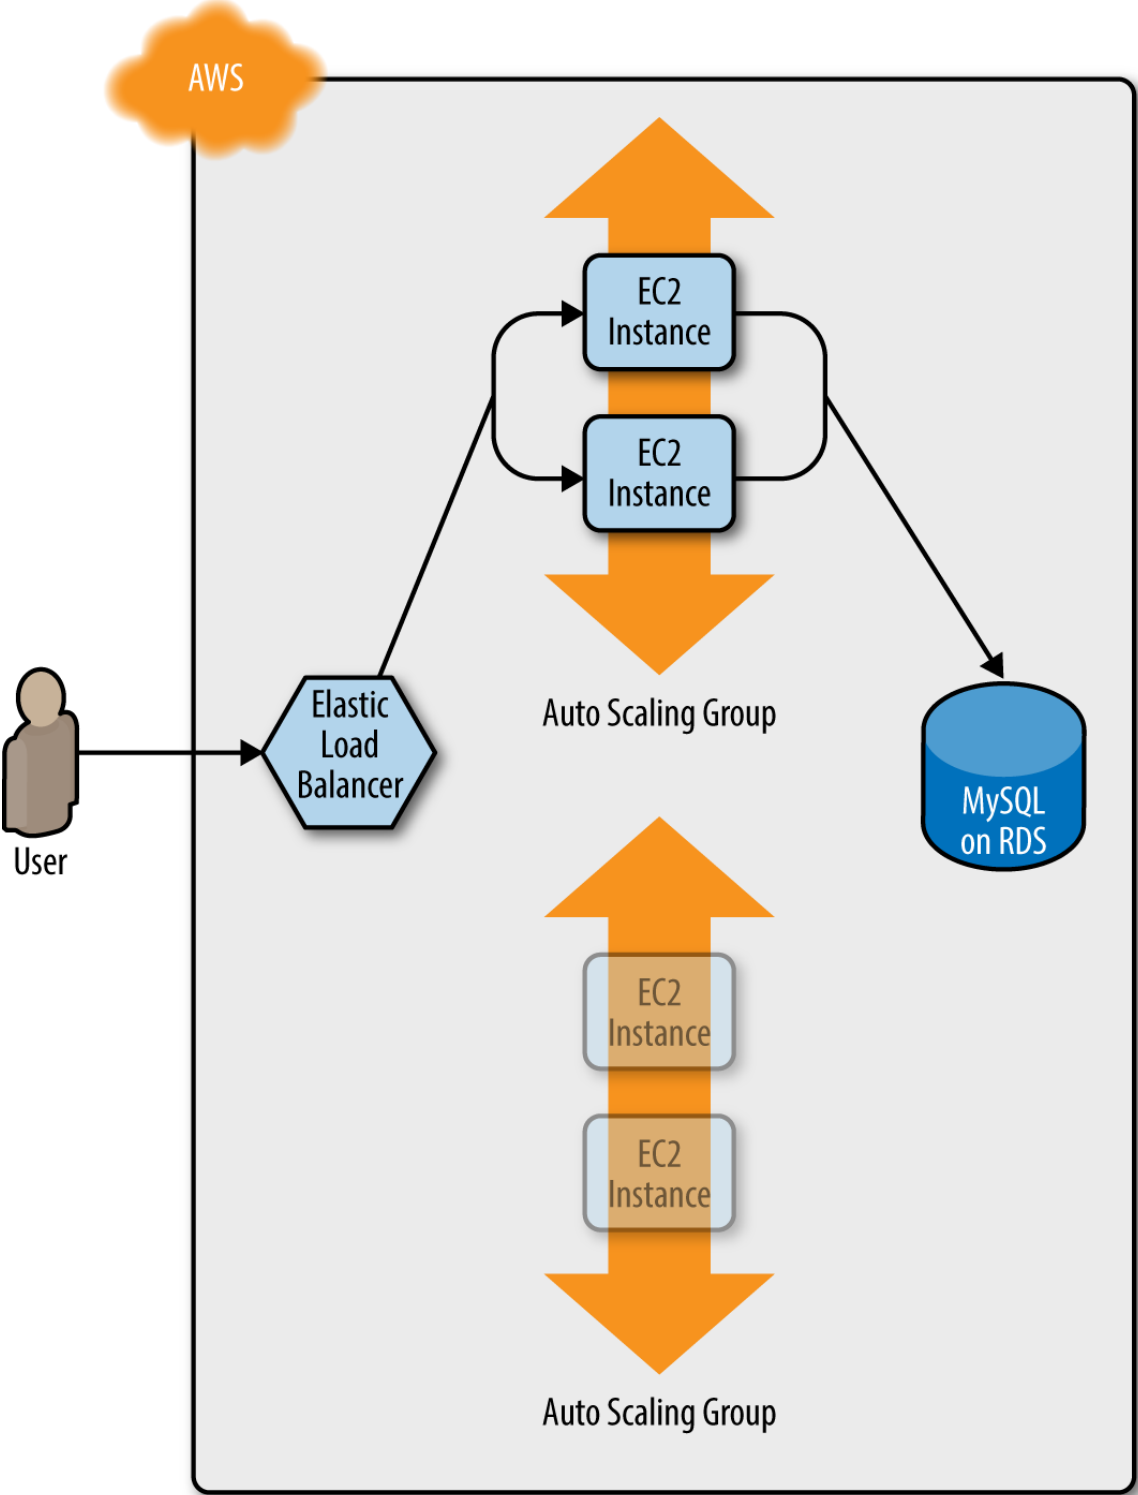 AWS
EC2
Instance
EC2
Instance
Auto Scaling Group
Elastic
Load
Balancer
MySQL
on RDS
User
EC2
Instance
EC2
Instance
Auto Scaling Group